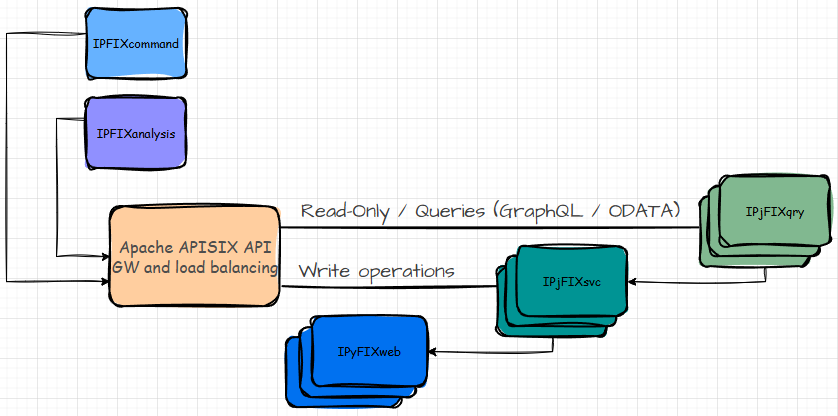 IPFIXcommand
IPFIXanalysis
Read-Only / Queries (GraphQL / ODATA)
IPjFIXqry
Apache APISIX API
GW and load balancing
Write operations
IPjFIXsvc
IPyFIXweb